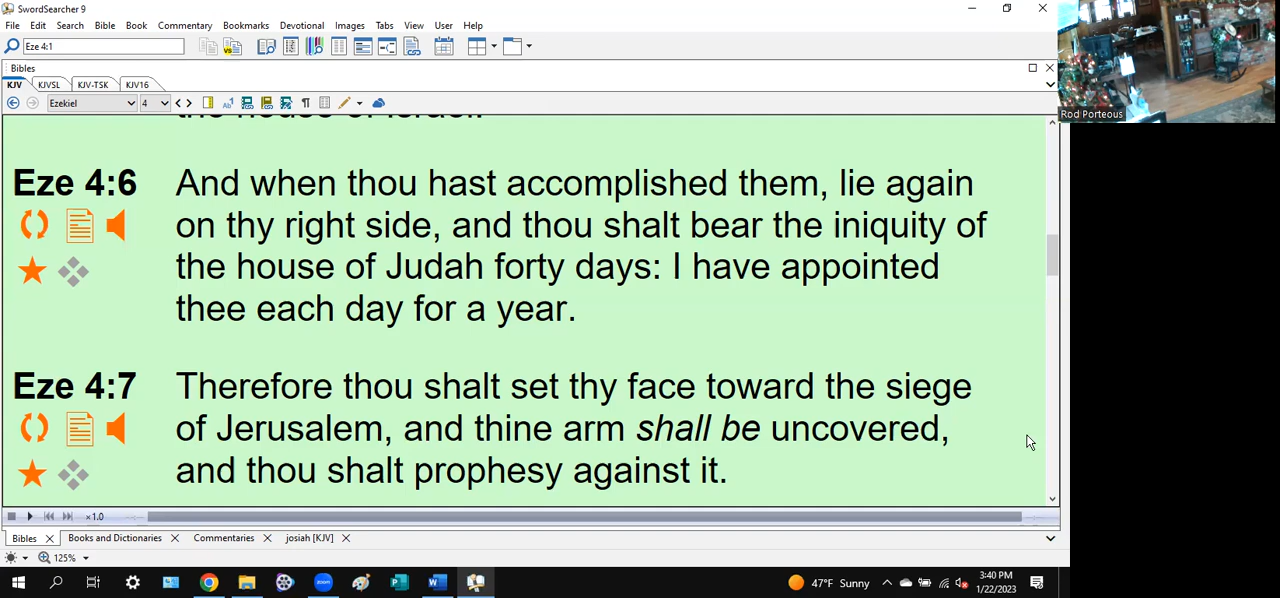 SwordSearcher 9
File Edit Search Bible Book Commentary Bookmarks Devotional Images Tabs View User Help
Eze 4:1
Bibles
KJV KJVSL KJV-TSK KJV16
Ezekiel 4
the house of Israel.
Eze 4:6 And when thou hast accomplished them, lie again
on thy right side, and thou shalt bear the iniquity of
the house of Judah forty days: I have appointed
thee each day for a year.
Eze 4:7 Therefore thou shalt set thy face toward the siege
of Jerusalem, and thine arm shall be uncovered,
and thou shalt prophesy against it.
×1.0
Bibles Books and Dictionaries Commentaries josiah [KJV]
125%
47°F Sunny
3:40 PM
1/22/2023
Rod Porteous